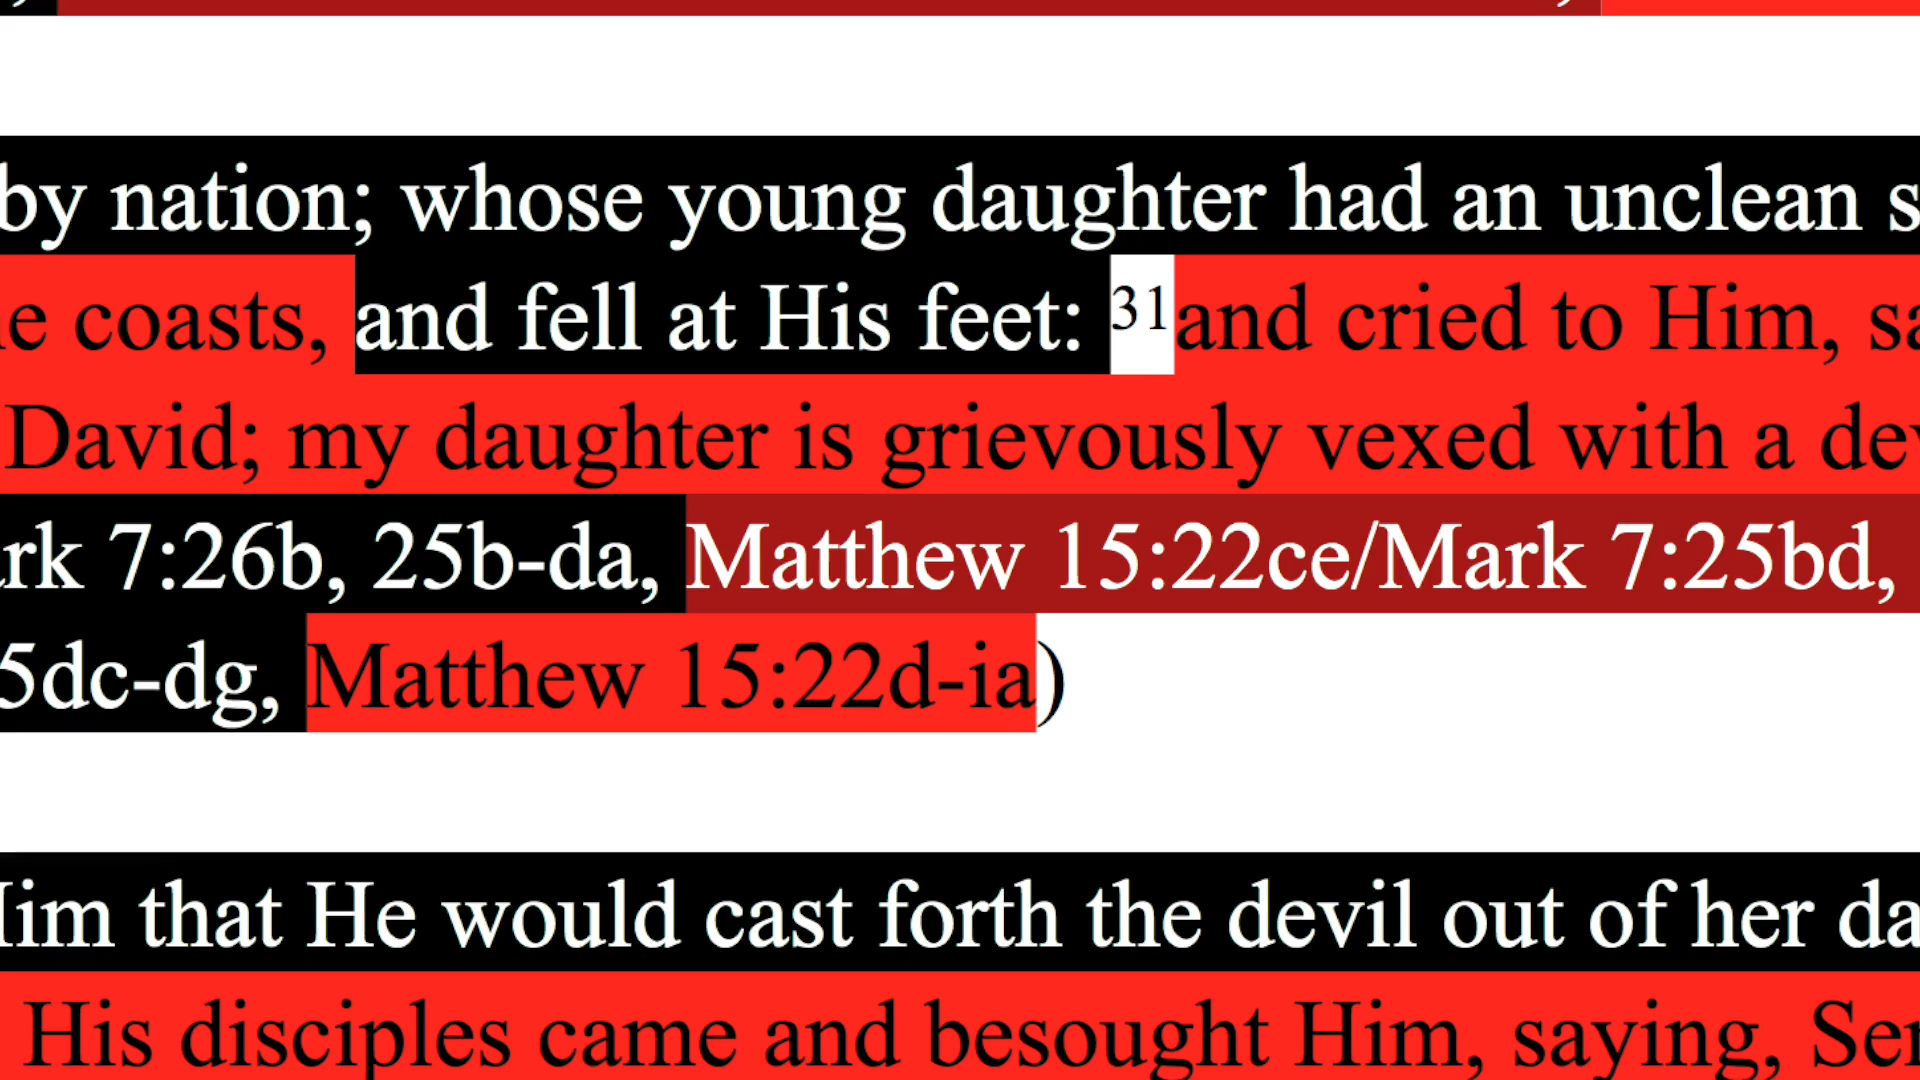 by nation; whose young daughter had an unclean
coasts, and fell at His feet: 31and cried to Him,
David; my daughter is grievously vexed with a
7:26b, 25b-da, Matthew 15:22ce/Mark 7:25bd,
5dc-dg, Matthew 15:22d-ia)
that He would cast forth the devil out of her
His disciples came and besought Him, saying,